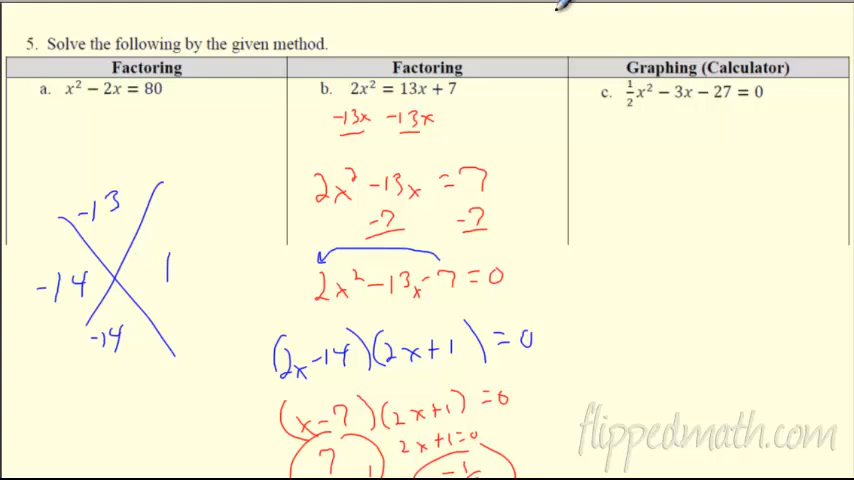 5. Solve the following by the given method.
Factoring
Factoring
Graphing (Calculator)
a. x² − 2x = 80
b. 2x² = 13x + 7
c. ½x² − 3x − 27 = 0
-13x -13x
2x² -13x = 7
-7 -7
2x² -13x -7 = 0
-13
-14 1
-14
(2x-14)(2x+1) = 0
(x-7)(2x+1) = 0
2x+1=0
7
flippedmath.com